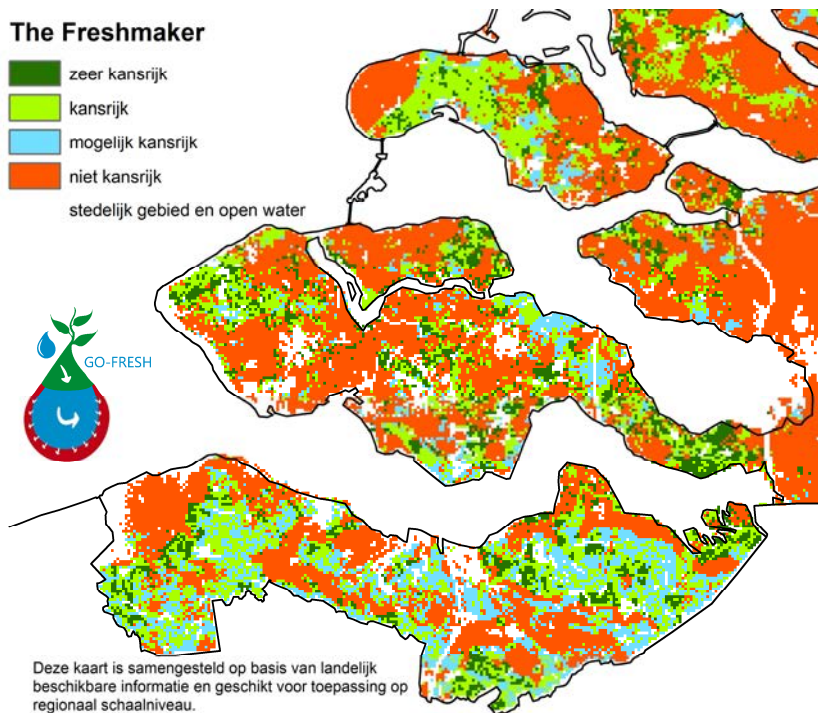 The Freshmaker
zeer kansrijk
kansrijk
mogelijk kansrijk
niet kansrijk
stedelijk gebied en open water
GO-FRESH
Deze kaart is samengesteld op basis van landelijk
beschikbare informatie en geschikt voor toepassing op
regionaal schaalniveau.